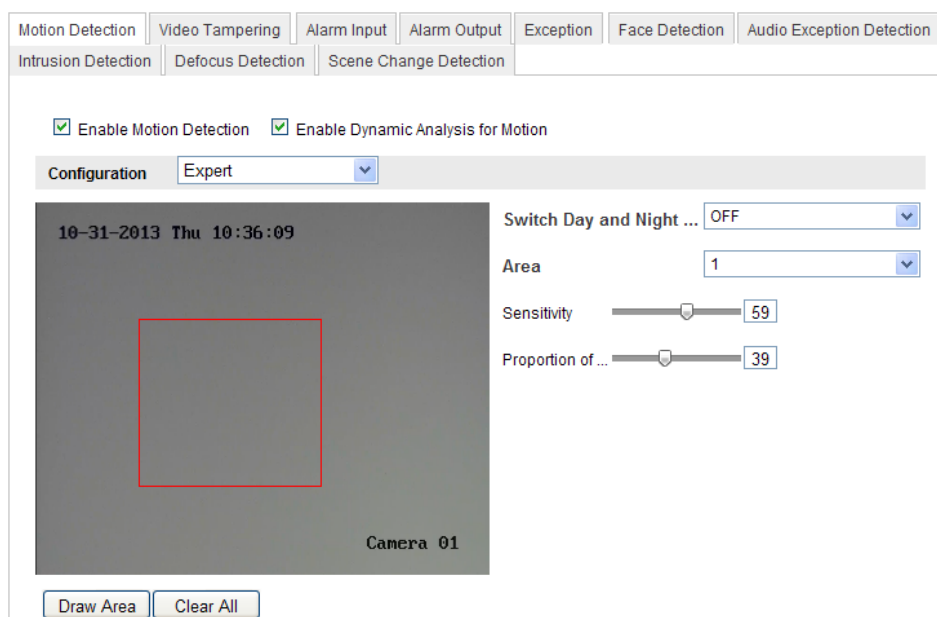 Motion Detection Video Tampering Alarm Input Alarm Output Exception Face Detection Audio Exception Detection
Intrusion Detection Defocus Detection Scene Change Detection
Enable Motion Detection Enable Dynamic Analysis for Motion
Configuration Expert
10-31-2013 Thu 10:36:09
Camera 01
Switch Day and Night ... OFF
Area 1
Sensitivity 59
Proportion of ... 39
Draw Area Clear All